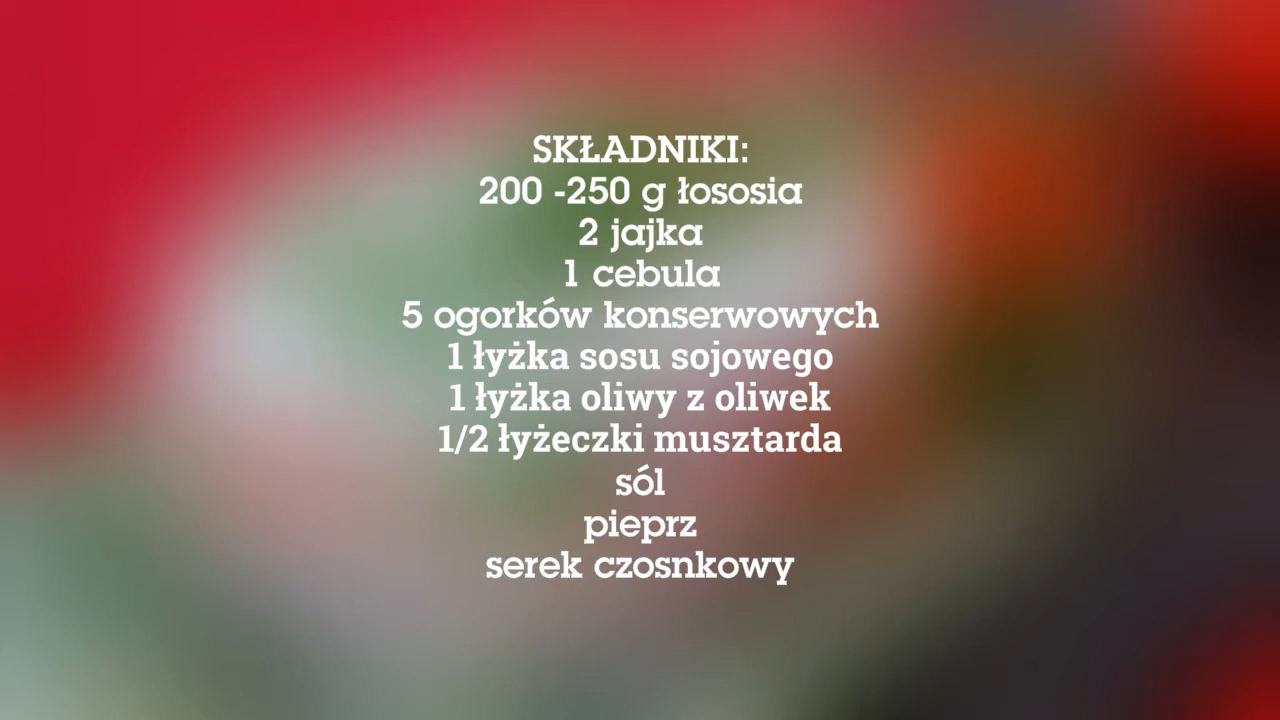 SKŁADNIKI:
200 -250 g łososia
2 jajka
1 cebula
5 ogorków konserwowych
1 łyżka sosu sojowego
1 łyżka oliwy z oliwek
1/2 łyżeczki musztarda
sól
pieprz
serek czosnkowy